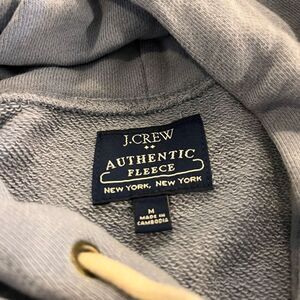 J.CREW
AUTHENTIC
FLEECE
NEW YORK, NEW YORK
M
MADE IN
CAMBODIA